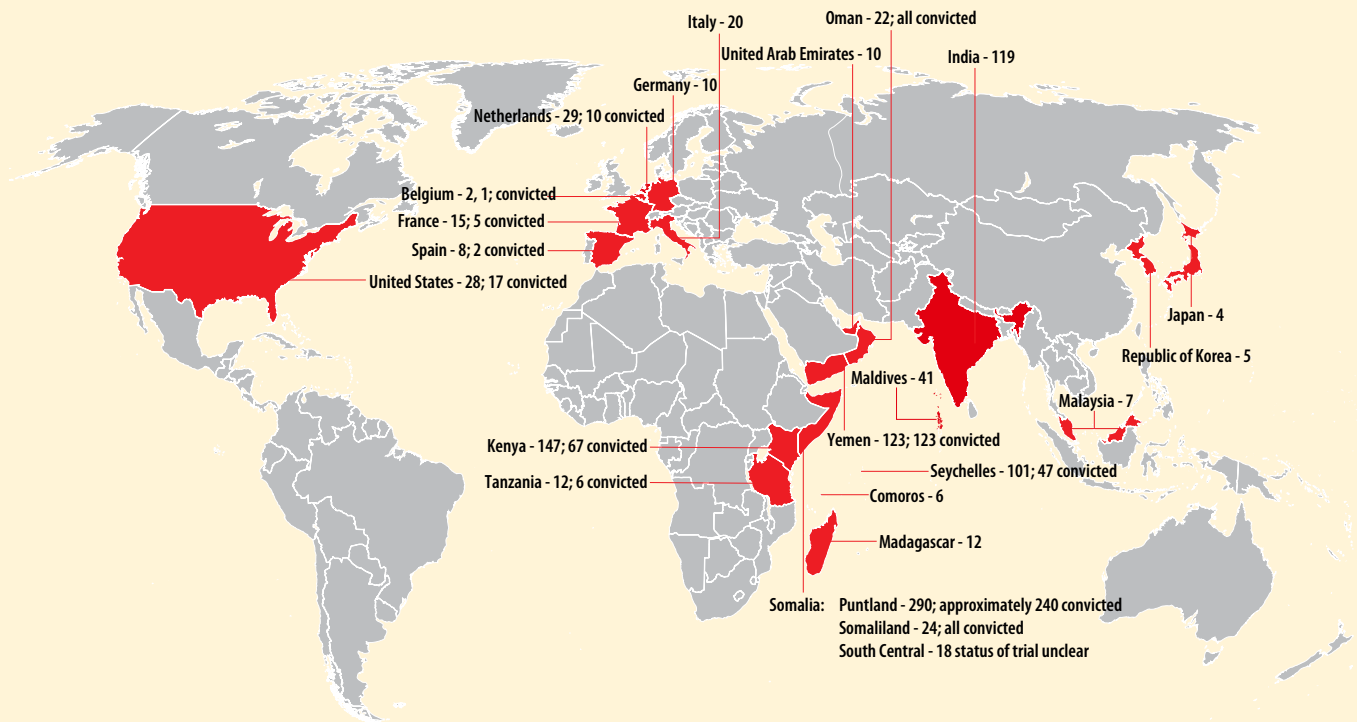 Italy - 20
Oman - 22; all convicted
United Arab Emirates - 10
India - 119
Germany - 10
Netherlands - 29; 10 convicted
Belgium - 2, 1; convicted
France - 15; 5 convicted
Spain - 8; 2 convicted
United States - 28; 17 convicted
Japan - 4
Republic of Korea - 5
Maldives - 41
Malaysia - 7
Kenya - 147; 67 convicted
Yemen - 123; 123 convicted
Seychelles - 101; 47 convicted
Tanzania - 12; 6 convicted
Comoros - 6
Madagascar - 12
Somalia: Puntland - 290; approximately 240 convicted
Somaliland - 24; all convicted
South Central - 18 status of trial unclear